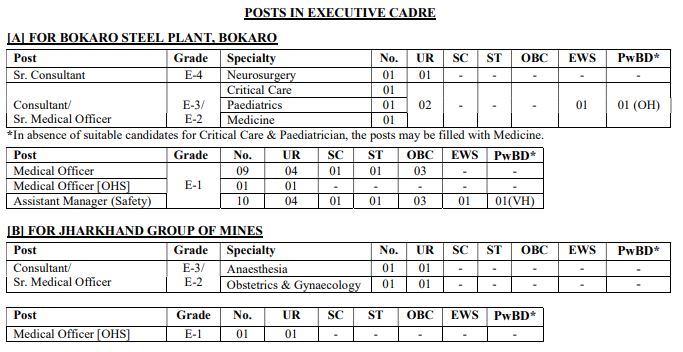 POSTS IN EXECUTIVE CADRE
[A] FOR BOKARO STEEL PLANT, BOKARO
Post Grade Specialty No. UR SC ST OBC EWS PwBD*
Sr. Consultant E-4 Neurosurgery 01 01 - - - - -
Critical Care 01
Consultant/ E-3/ Paediatrics 01 02 - - - 01 01 (OH)
Sr. Medical Officer E-2 Medicine 01
*In absence of suitable candidates for Critical Care & Paediatrician, the posts may be filled with Medicine.
Post Grade No. UR SC ST OBC EWS PwBD*
Medical Officer 09 04 01 01 03 - -
Medical Officer [OHS] E-1 01 01 - - - - -
Assistant Manager (Safety) 10 04 01 01 03 01 01(VH)
[B] FOR JHARKHAND GROUP OF MINES
Post Grade Specialty No. UR SC ST OBC EWS PwBD*
Consultant/ E-3/ Anaesthesia 01 01 - - - - -
Sr. Medical Officer E-2 Obstetrics & Gynaecology 01 01 - - - - -
Post Grade No. UR SC ST OBC EWS PwBD*
Medical Officer [OHS] E-1 01 01 - - - - -